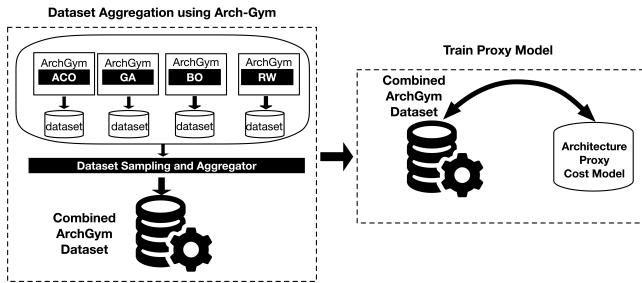 Dataset Aggregation using Arch-Gym
ArchGym ArchGym ArchGym ArchGym
ACO GA BO RW
dataset dataset dataset dataset
Dataset Sampling and Aggregator
Combined
ArchGym
Dataset
Train Proxy Model
Combined
ArchGym
Dataset
Architecture
Proxy
Cost Model